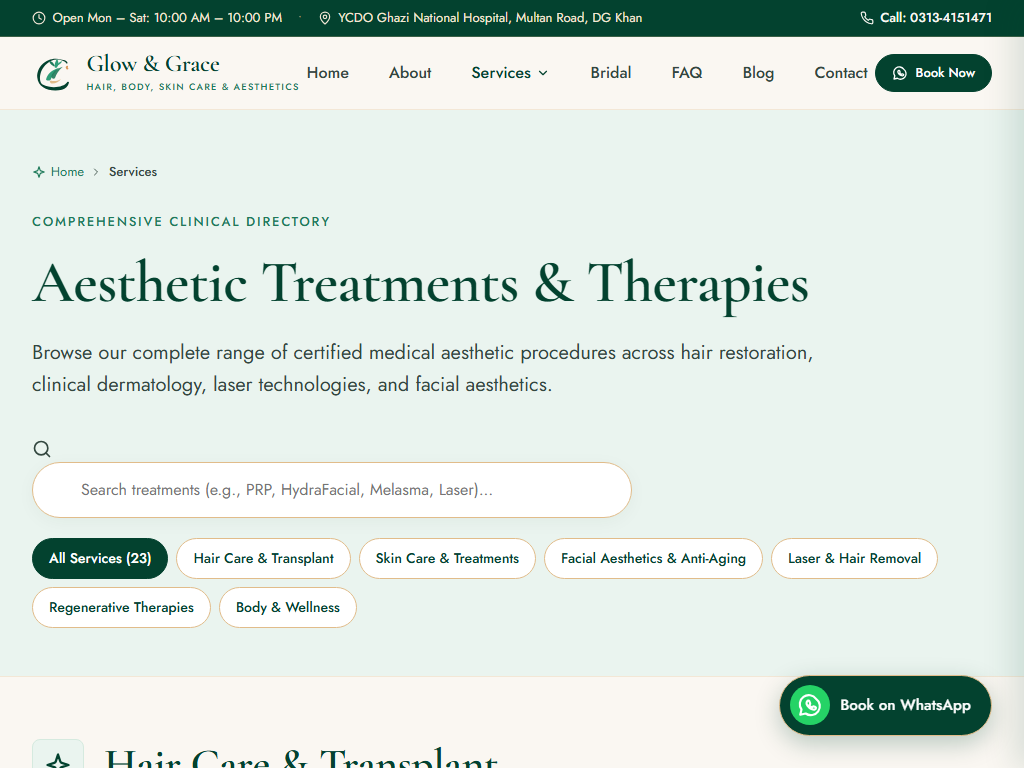 Open Mon – Sat: 10:00 AM – 10:00 PM · YCDO Ghazi National Hospital, Multan Road, DG Khan Call: 0313-4151471
Glow & Grace
HAIR, BODY, SKIN CARE & AESTHETICS
Home About Services Bridal FAQ Blog Contact Book Now
Home > Services
COMPREHENSIVE CLINICAL DIRECTORY
Aesthetic Treatments & Therapies
Browse our complete range of certified medical aesthetic procedures across hair restoration,
clinical dermatology, laser technologies, and facial aesthetics.
Search treatments (e.g., PRP, HydraFacial, Melasma, Laser)...
All Services (23) Hair Care & Transplant Skin Care & Treatments Facial Aesthetics & Anti-Aging Laser & Hair Removal
Regenerative Therapies Body & Wellness
Book on WhatsApp
Hair Care & Transplant